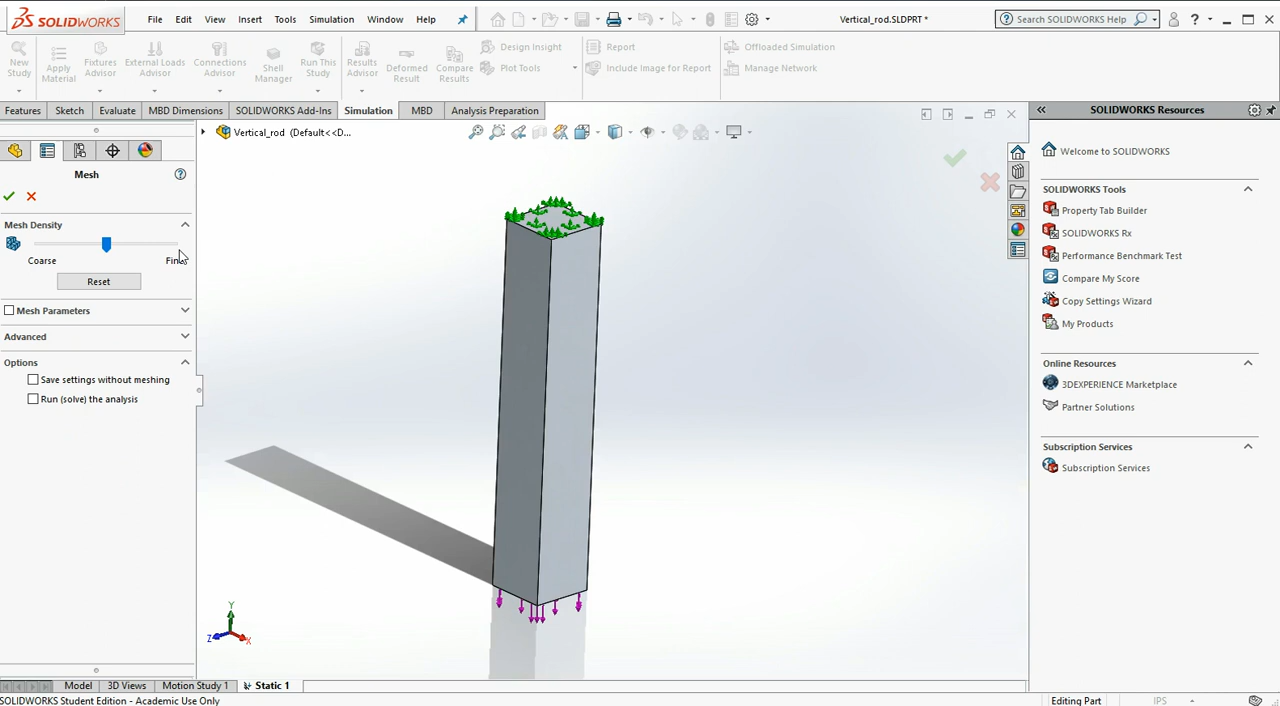 SOLIDWORKS File Edit View Insert Tools Simulation Window Help Vertical_rod.SLDPRT * Search SOLIDWORKS Help ?
New Study
Apply Material
Fixtures Advisor
External Loads Advisor
Connections Advisor
Shell Manager
Run This Study
Results Advisor
Deformed Result
Compare Results
Design Insight
Plot Tools
Report
Include Image for Report
Offloaded Simulation
Manage Network
Features Sketch Evaluate MBD Dimensions SOLIDWORKS Add-Ins Simulation MBD Analysis Preparation
Vertical_rod (Default<<D...
Mesh
Mesh Density
Coarse Fine
Reset
Mesh Parameters
Advanced
Options
Save settings without meshing
Run (solve) the analysis
Y
Z
X
SOLIDWORKS Resources
Welcome to SOLIDWORKS
SOLIDWORKS Tools
Property Tab Builder
SOLIDWORKS Rx
Performance Benchmark Test
Compare My Score
Copy Settings Wizard
My Products
Online Resources
3DEXPERIENCE Marketplace
Partner Solutions
Subscription Services
Subscription Services
Model 3D Views Motion Study 1 Static 1
SOLIDWORKS Student Edition - Academic Use Only Editing Part IPS